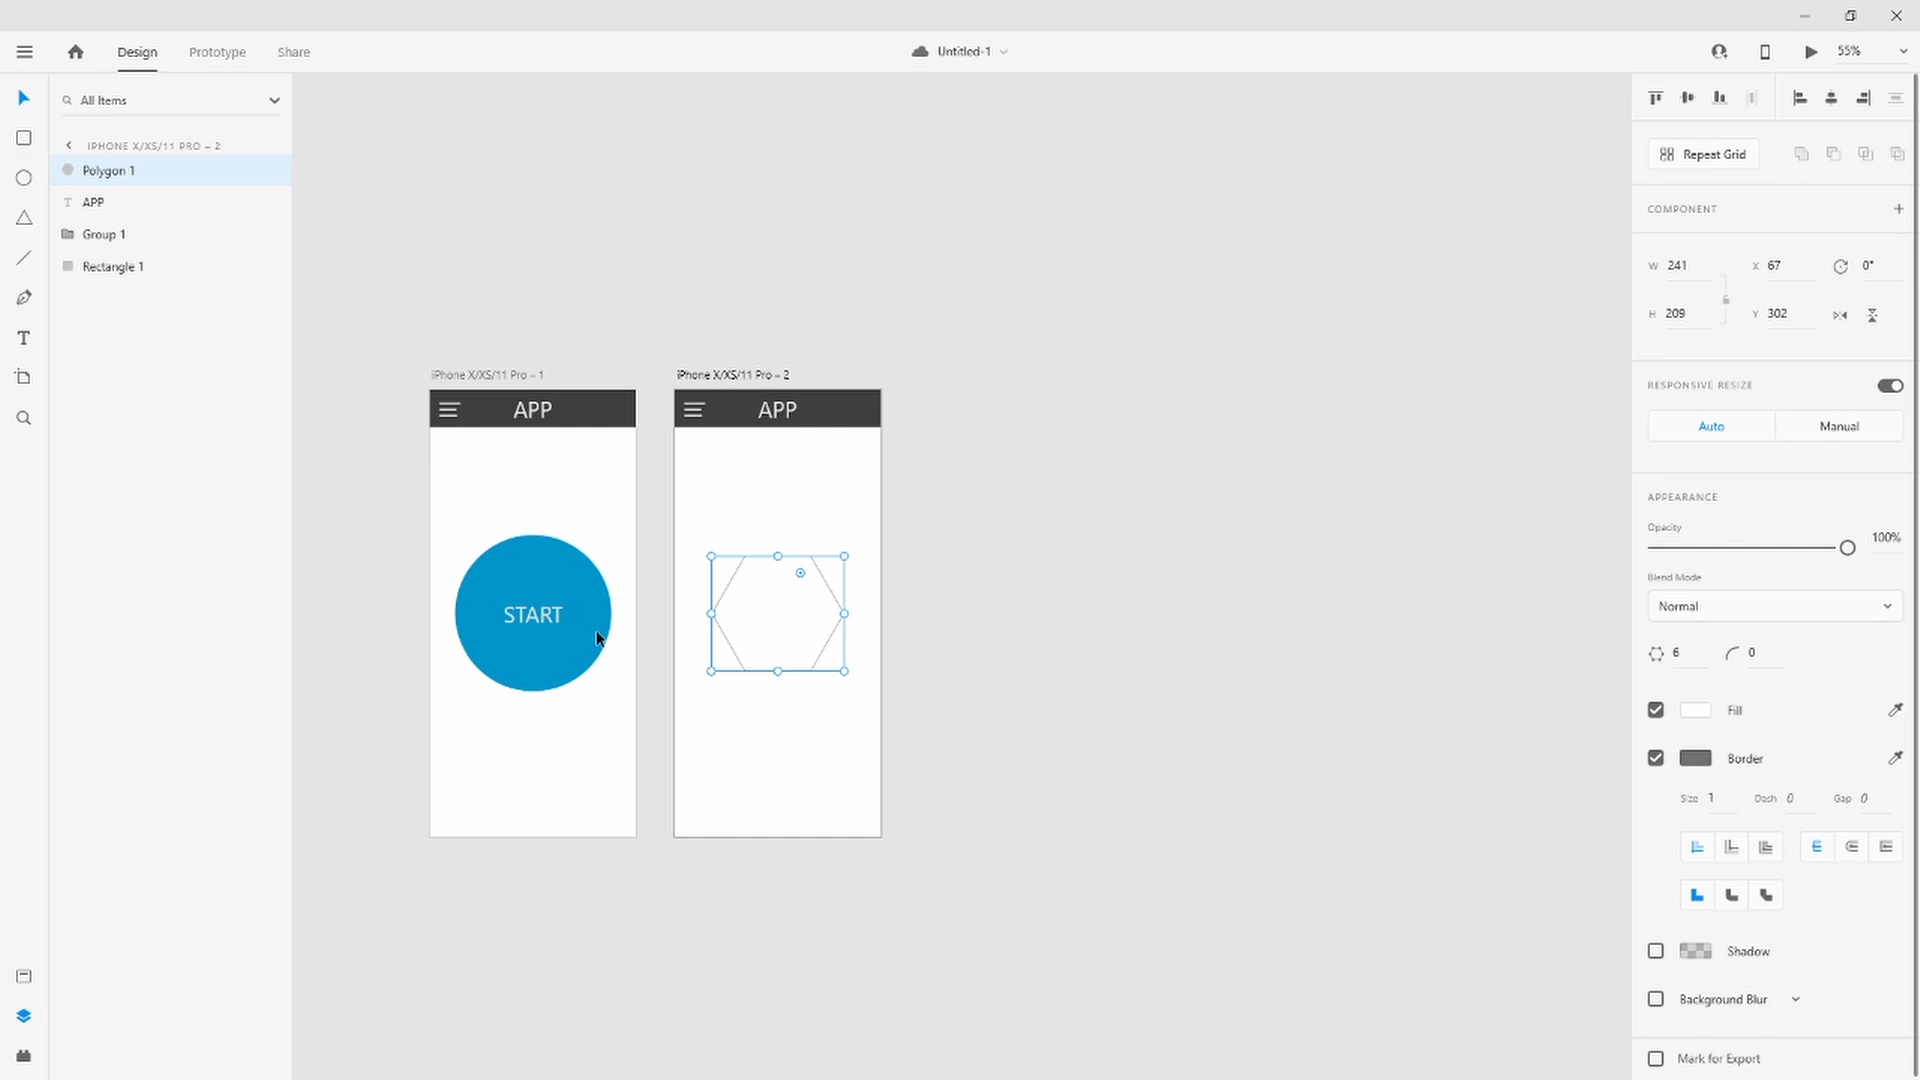 Design Prototype Share Untitled-1 55%
All Items
IPHONE X/XS/11 PRO – 2
Polygon 1
APP
Group 1
Rectangle 1
iPhone X/XS/11 Pro – 1 iPhone X/XS/11 Pro – 2
APP APP
START
Repeat Grid
COMPONENT
W 241 X 67 0°
H 209 Y 302
RESPONSIVE RESIZE
Auto Manual
APPEARANCE
Opacity
100%
Blend Mode
Normal
6 0
Fill
Border
Size 1 Dash 0 Gap 0
Shadow
Background Blur
Mark for Export